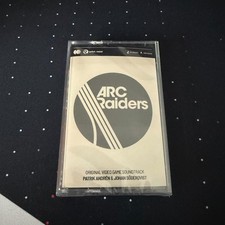 ARC
Raiders
ORIGINAL VIDEO GAME SOUNDTRACK
PATRIK ANDRÉN & JOHAN SÖDERQVIST